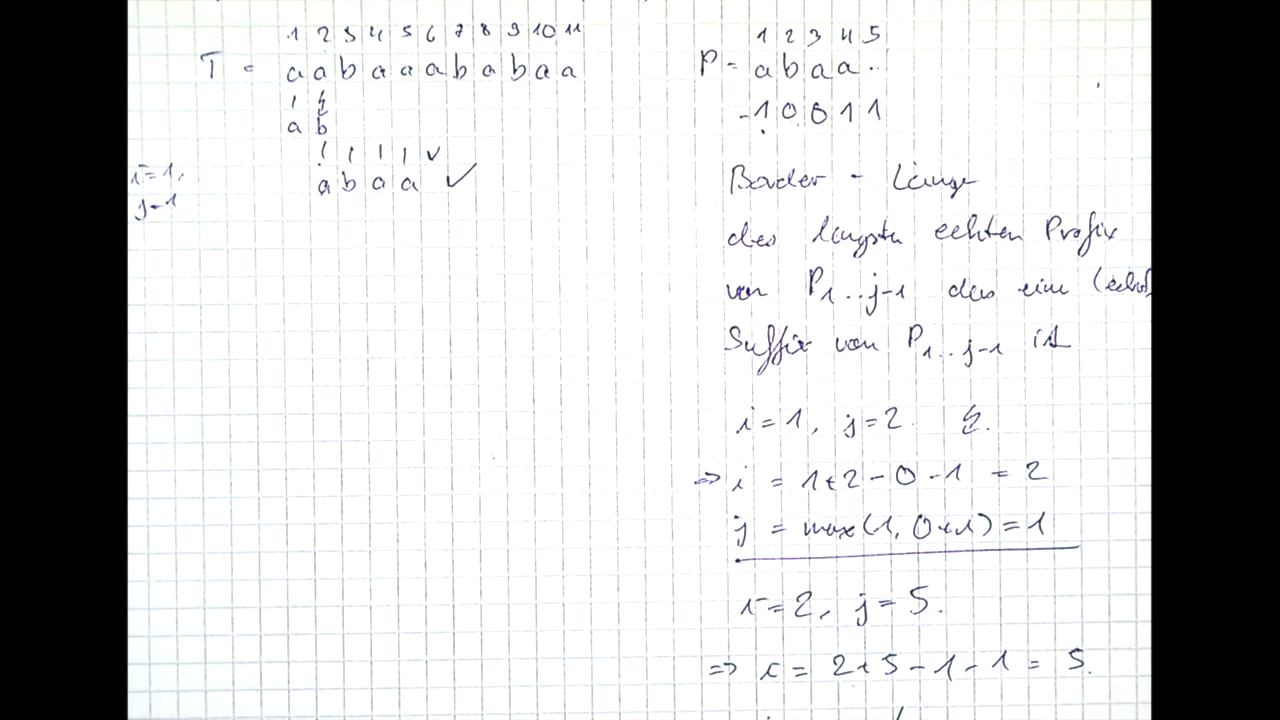 1 2 3 4 5 6 7 8 9 10 11
T = a a b a a a b a b a a
a b
a b a a ✓
i=1,
j=1
1 2 3 4 5
P = a b a a ..
-1 0 0 1 1
Border - Länge
des längsten echten Präfix
von P1..j-1 das ein (echtes
Suffix von P1..j-1 ist
i = 1, j = 2.
⇒ i = 1+2-0-1 = 2
j = max(1, 0+1) = 1
i = 2, j = 5.
⇒ i = 2+5-1-1 = 5.